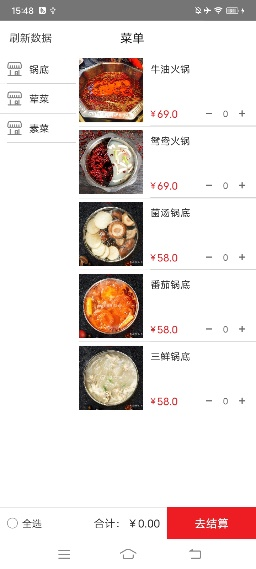 15:48
刷新数据
菜单
锅底
荤菜
素菜
牛油火锅
¥69.0
− 0 +
鸳鸯火锅
¥69.0
− 0 +
菌汤锅底
¥58.0
− 0 +
番茄锅底
¥58.0
− 0 +
三鲜锅底
¥58.0
− 0 +
全选
合计：¥0.00
去结算